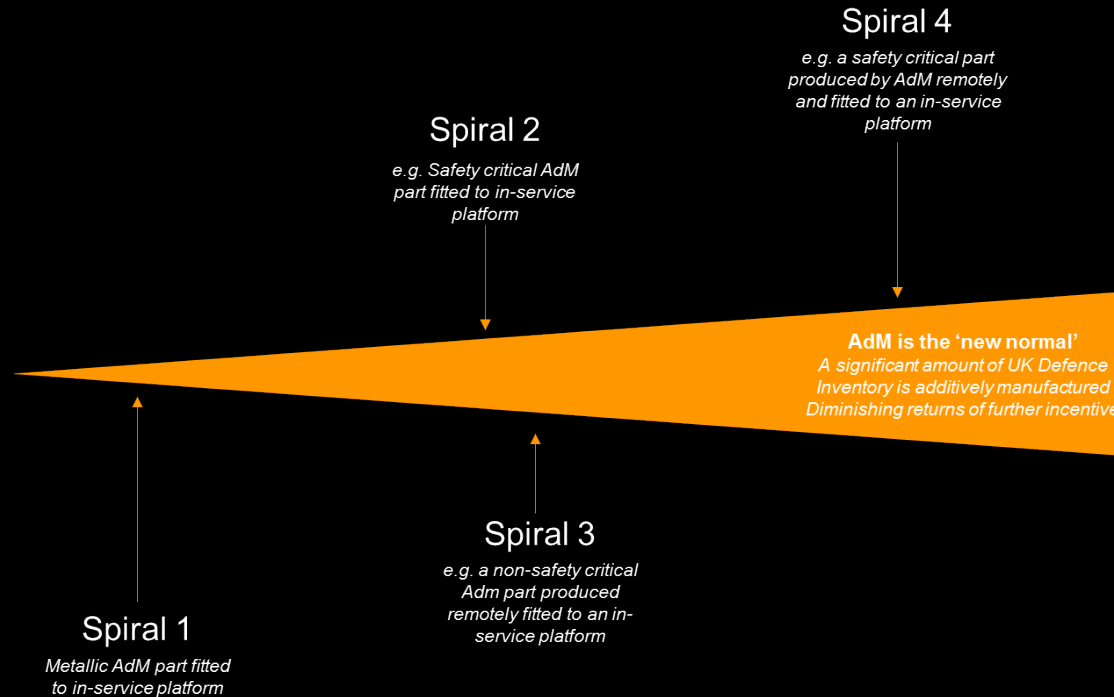 Spiral 4
e.g. a safety critical part
produced by AdM remotely
and fitted to an in-service
platform
Spiral 2
e.g. Safety critical AdM
part fitted to in-service
platform
AdM is the ‘new normal’
A significant amount of UK Defence
Inventory is additively manufactured
Diminishing returns of further incentive
Spiral 3
e.g. a non-safety critical
Adm part produced
remotely fitted to an in-
service platform
Spiral 1
Metallic AdM part fitted
to in-service platform